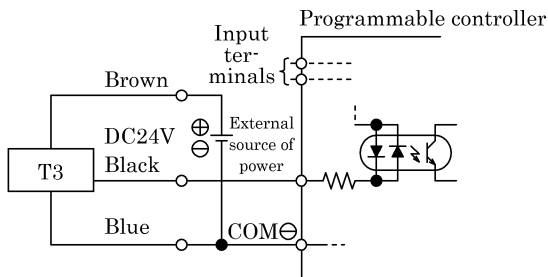 Programmable controller
Input
ter-
minals
Brown
DC24V
⊕
⊖
External
source of
power
Black
T3
Blue
COM⊖